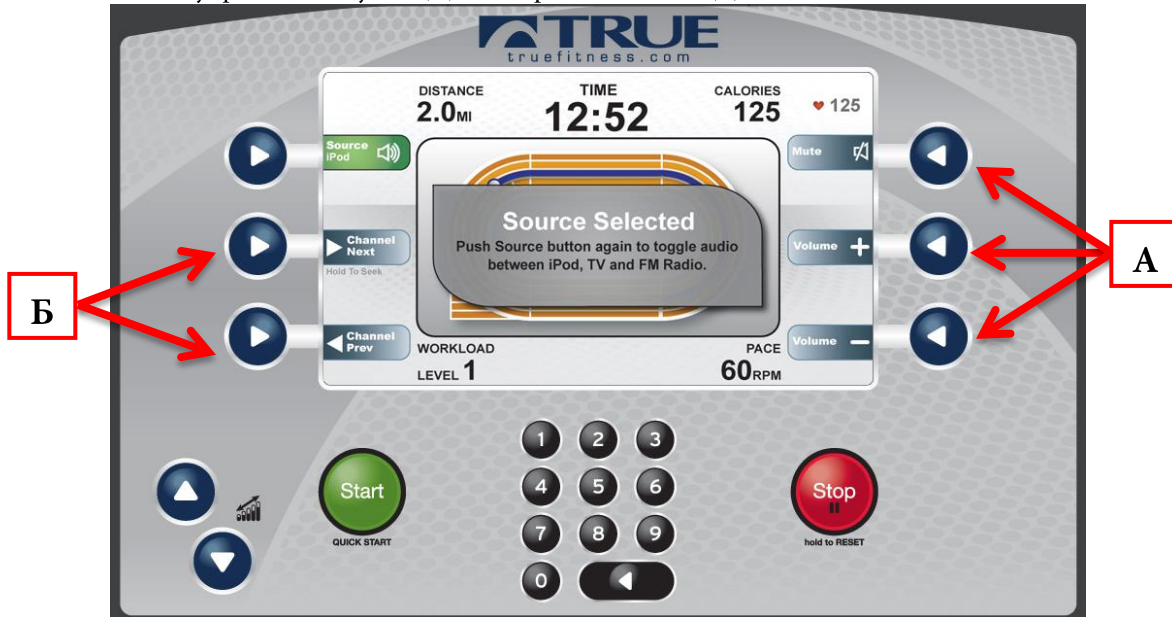 TRUE
truefitness.com
DISTANCE
2.0MI
TIME
12:52
CALORIES
125
125
Source
iPod
Mute
Source Selected
Push Source button again to toggle audio
between iPod, TV and FM Radio.
Channel
Next
Hold To Seek
Volume +
А
Б
Channel
Prev
Volume −
WORKLOAD
LEVEL 1
PACE
60RPM
1 2 3
4 5 6
7 8 9
0
Start
QUICK START
Stop
hold to RESET